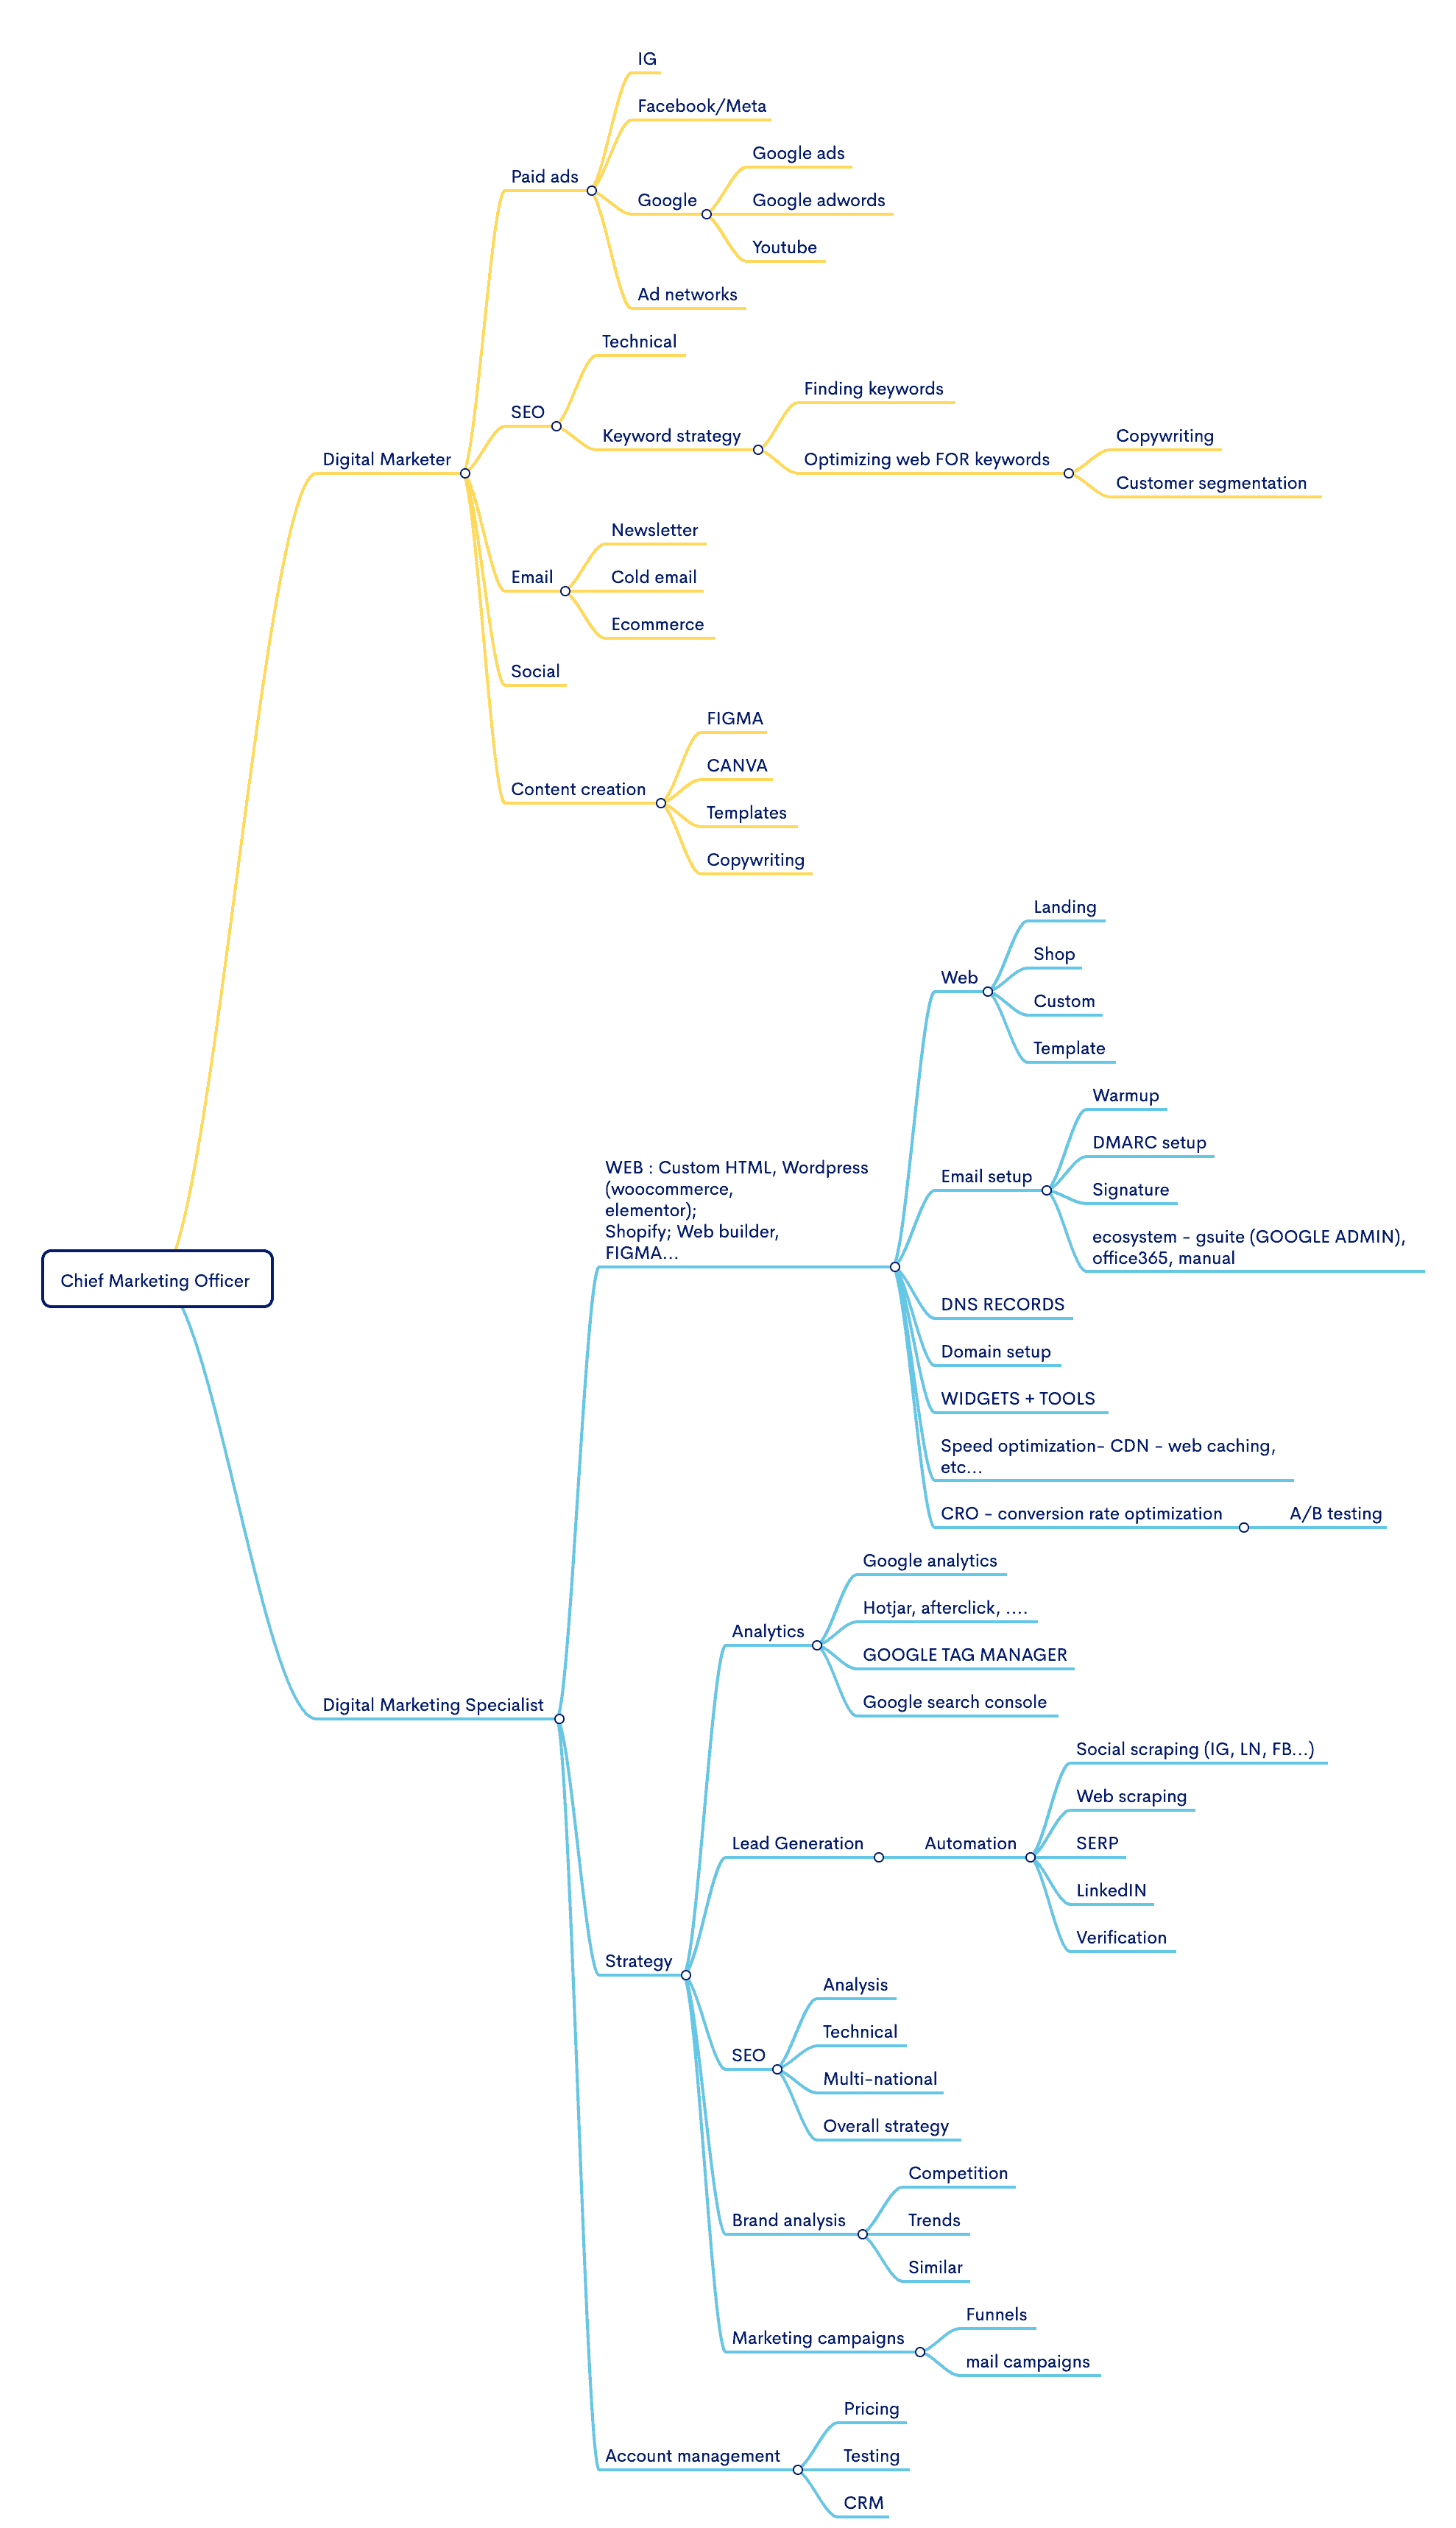 IG
Facebook/Meta
Google ads
Paid ads
Google
Google adwords
Youtube
Ad networks
Technical
Finding keywords
SEO
Keyword strategy
Copywriting
Digital Marketer
Optimizing web FOR keywords
Customer segmentation
Newsletter
Email
Cold email
Ecommerce
Social
FIGMA
CANVA
Content creation
Templates
Copywriting
Landing
Shop
Web
Custom
Template
Warmup
DMARC setup
WEB : Custom HTML, Wordpress
(woocommerce,
elementor);
Shopify; Web builder,
FIGMA...
Email setup
Signature
ecosystem - gsuite (GOOGLE ADMIN),
office365, manual
Chief Marketing Officer
DNS RECORDS
Domain setup
WIDGETS + TOOLS
Speed optimization- CDN - web caching,
etc...
CRO - conversion rate optimization
A/B testing
Google analytics
Hotjar, afterclick, ....
Analytics
GOOGLE TAG MANAGER
Google search console
Digital Marketing Specialist
Social scraping (IG, LN, FB...)
Web scraping
Lead Generation
Automation
SERP
LinkedIN
Verification
Strategy
Analysis
Technical
SEO
Multi-national
Overall strategy
Competition
Brand analysis
Trends
Similar
Funnels
Marketing campaigns
mail campaigns
Pricing
Account management
Testing
CRM